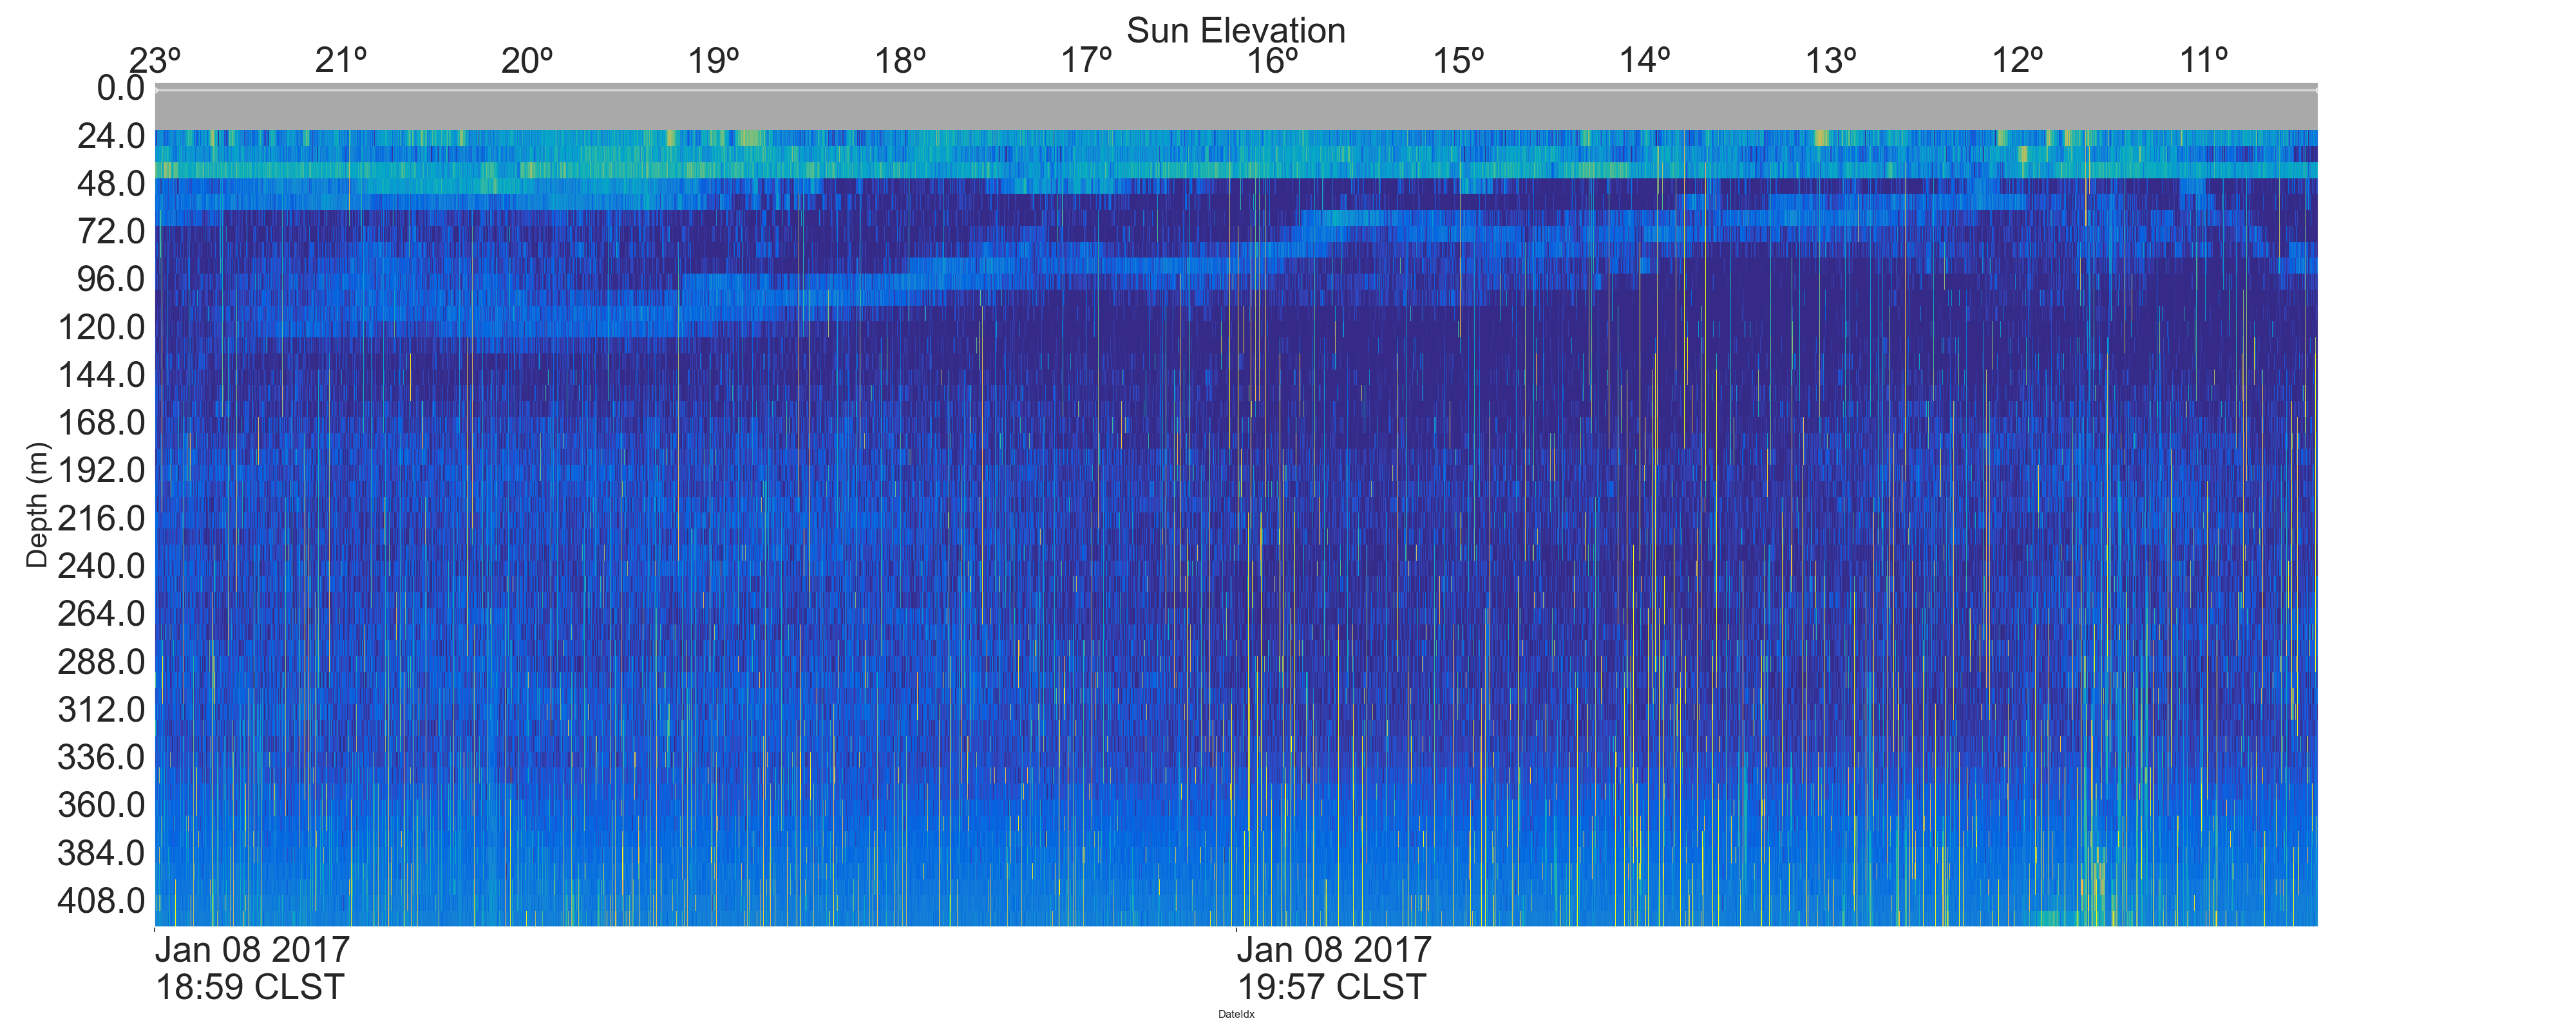 Sun Elevation
23º 21º 20º 19º 18º 17º 16º 15º 14º 13º 12º 11º
0.0
24.0
48.0
72.0
96.0
120.0
144.0
168.0
192.0
216.0
240.0
264.0
288.0
312.0
336.0
360.0
384.0
408.0
Depth (m)
Jan 08 2017
18:59 CLST
Jan 08 2017
19:57 CLST
DateIdx